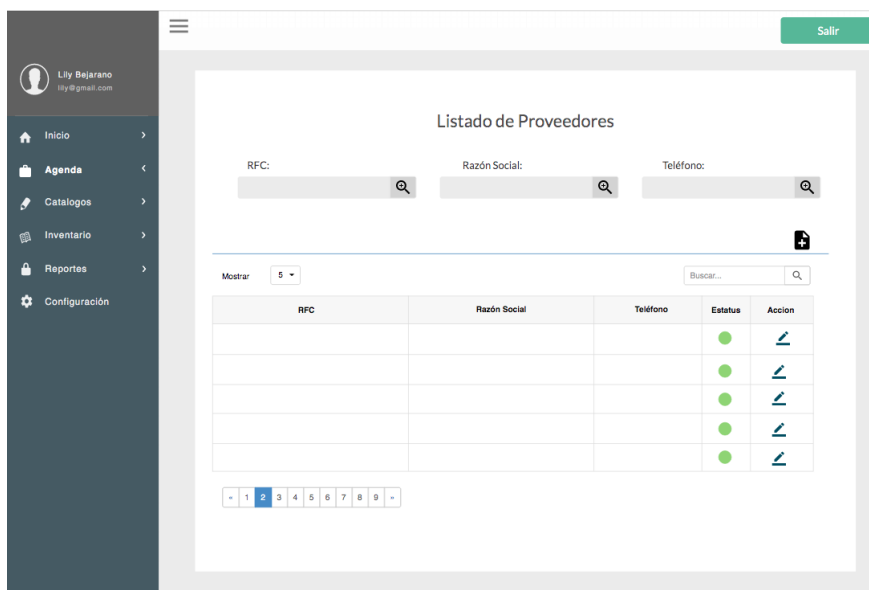 Salir
Lily Bejarano
lily@gmail.com
Inicio
Agenda
Catalogos
Inventario
Reportes
Configuración
Listado de Proveedores
RFC: Razón Social: Teléfono:
Mostrar 5 Buscar...
RFC Razón Social Teléfono Estatus Accion
« 1 2 3 4 5 6 7 8 9 »